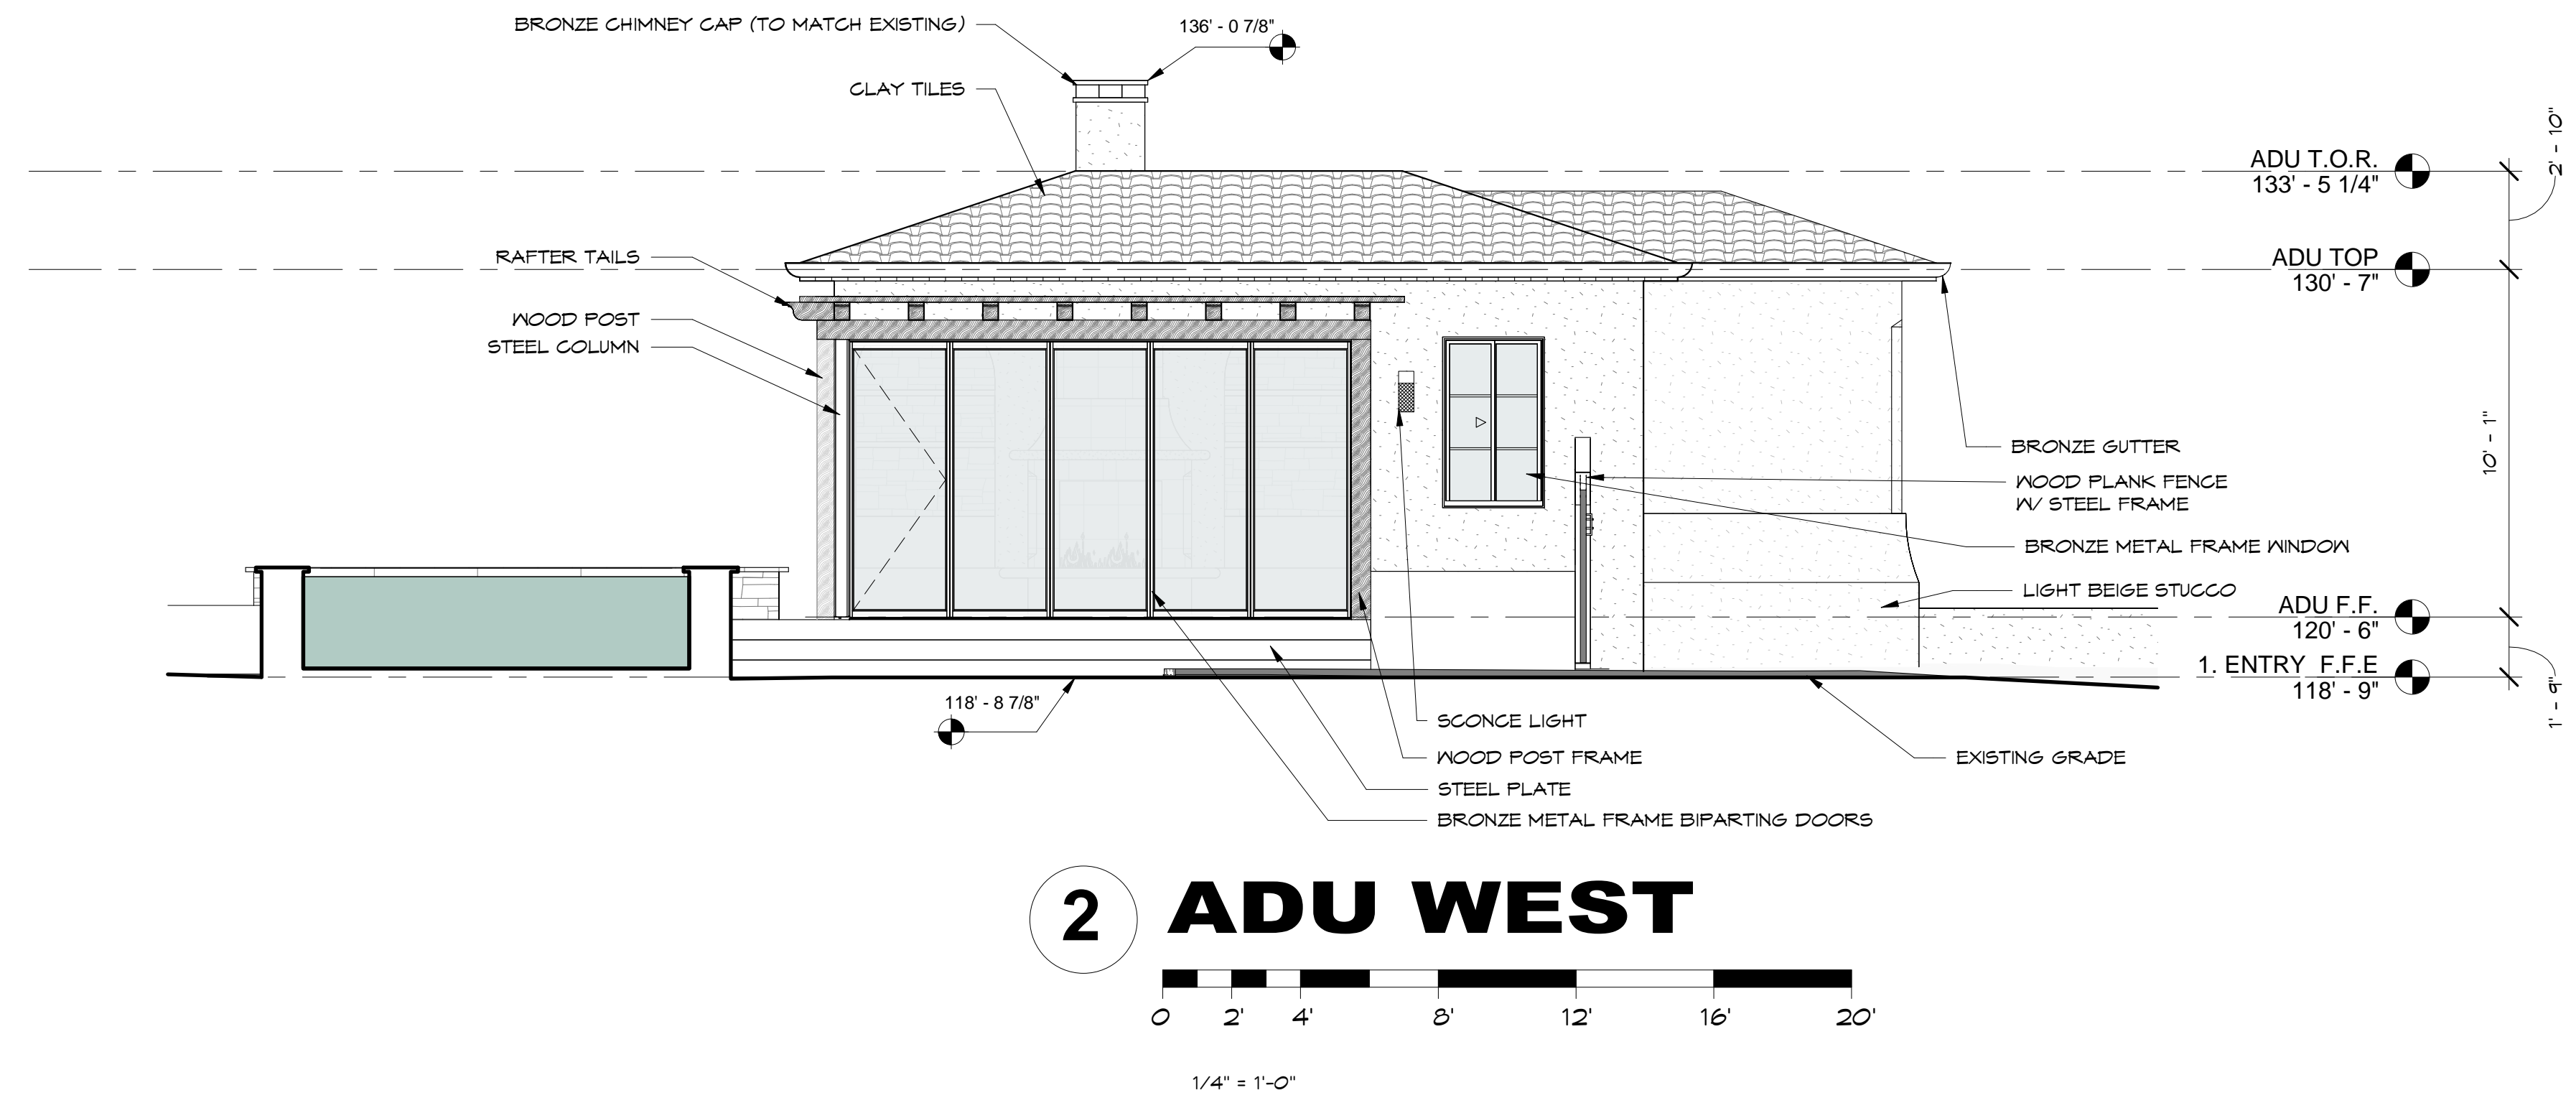 BRONZE CHIMNEY CAP (TO MATCH EXISTING)
136' - 0 7/8"
CLAY TILES
2' - 10"
ADU T.O.R.
133' - 5 1/4"
RAFTER TAILS
ADU TOP
130' - 7"
WOOD POST
STEEL COLUMN
10' - 1"
BRONZE GUTTER
WOOD PLANK FENCE
W/ STEEL FRAME
BRONZE METAL FRAME WINDOW
LIGHT BEIGE STUCCO
ADU F.F.
120' - 6"
1. ENTRY F.F.E
118' - 9"
1' - 9"
118' - 8 7/8"
SCONCE LIGHT
WOOD POST FRAME
EXISTING GRADE
STEEL PLATE
BRONZE METAL FRAME BIPARTING DOORS
2 ADU WEST
0 2' 4' 8' 12' 16' 20'
1/4" = 1'-0"